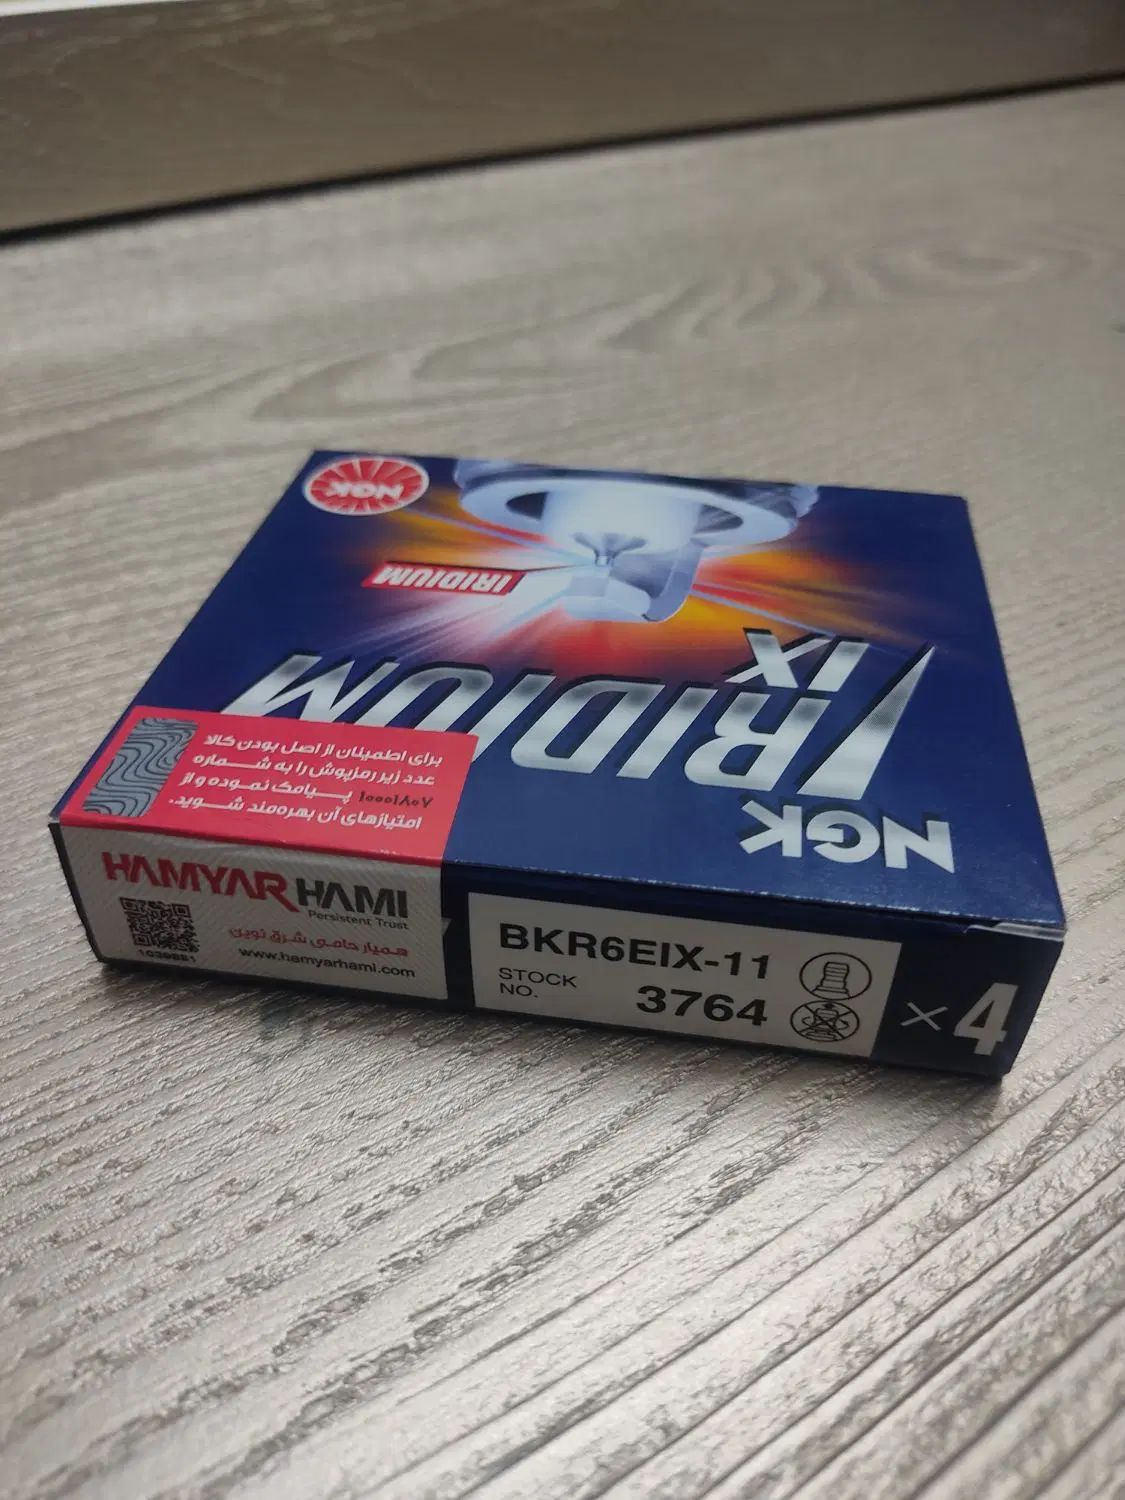 NGK
IRIDIUM
IRIDIUM
IX
NGK
برای اطمینان از اصل بودن کالا
عدد زیر رمزپوش را به شماره
۱۰۰۰۱۸۰۷ پیامک نموده و از
امتیازهای آن بهره‌مند شوید.
HAMYAR HAMI
Persistent Trust
همیار حامی شرق نوین
www.hamyarhami.com
1039881
BKR6EIX-11
STOCK
NO.
3764
×4